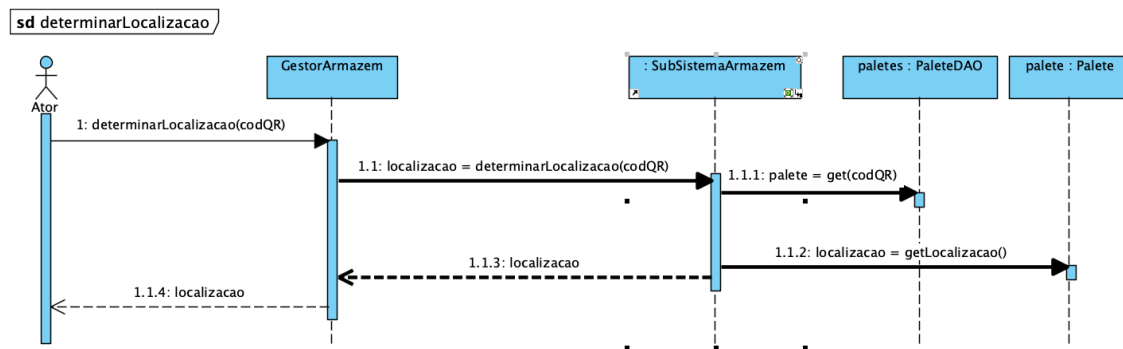 sd determinarLocalizacao
Ator
GestorArmazem
: SubSistemaArmazem
paletes : PaleteDAO
palete : Palete
1: determinarLocalizacao(codQR)
1.1: localizacao = determinarLocalizacao(codQR)
1.1.1: palete = get(codQR)
1.1.2: localizacao = getLocalizacao()
1.1.3: localizacao
1.1.4: localizacao